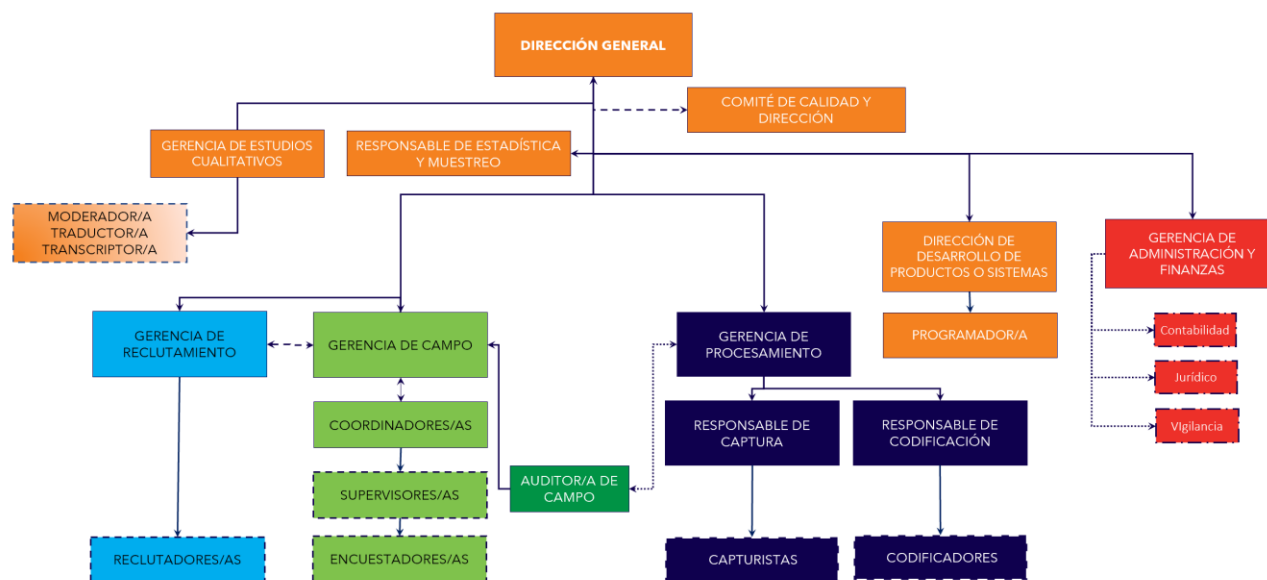 DIRECCIÓN GENERAL
COMITÉ DE CALIDAD Y
DIRECCIÓN
GERENCIA DE ESTUDIOS
CUALITATIVOS
RESPONSABLE DE ESTADÍSTICA
Y MUESTREO
MODERADOR/A
TRADUCTOR/A
TRANSCRIPTOR/A
DIRECCIÓN DE
DESARROLLO DE
PRODUCTOS O SISTEMAS
GERENCIA DE
ADMINISTRACIÓN Y
FINANZAS
GERENCIA DE
RECLUTAMIENTO
GERENCIA DE CAMPO
GERENCIA DE
PROCESAMIENTO
PROGRAMADOR/A
Contabilidad
Jurídico
VIgilancia
COORDINADORES/AS
RESPONSABLE DE
CAPTURA
RESPONSABLE DE
CODIFICACIÓN
SUPERVISORES/AS
AUDITOR/A DE
CAMPO
RECLUTADORES/AS
ENCUESTADORES/AS
CAPTURISTAS
CODIFICADORES